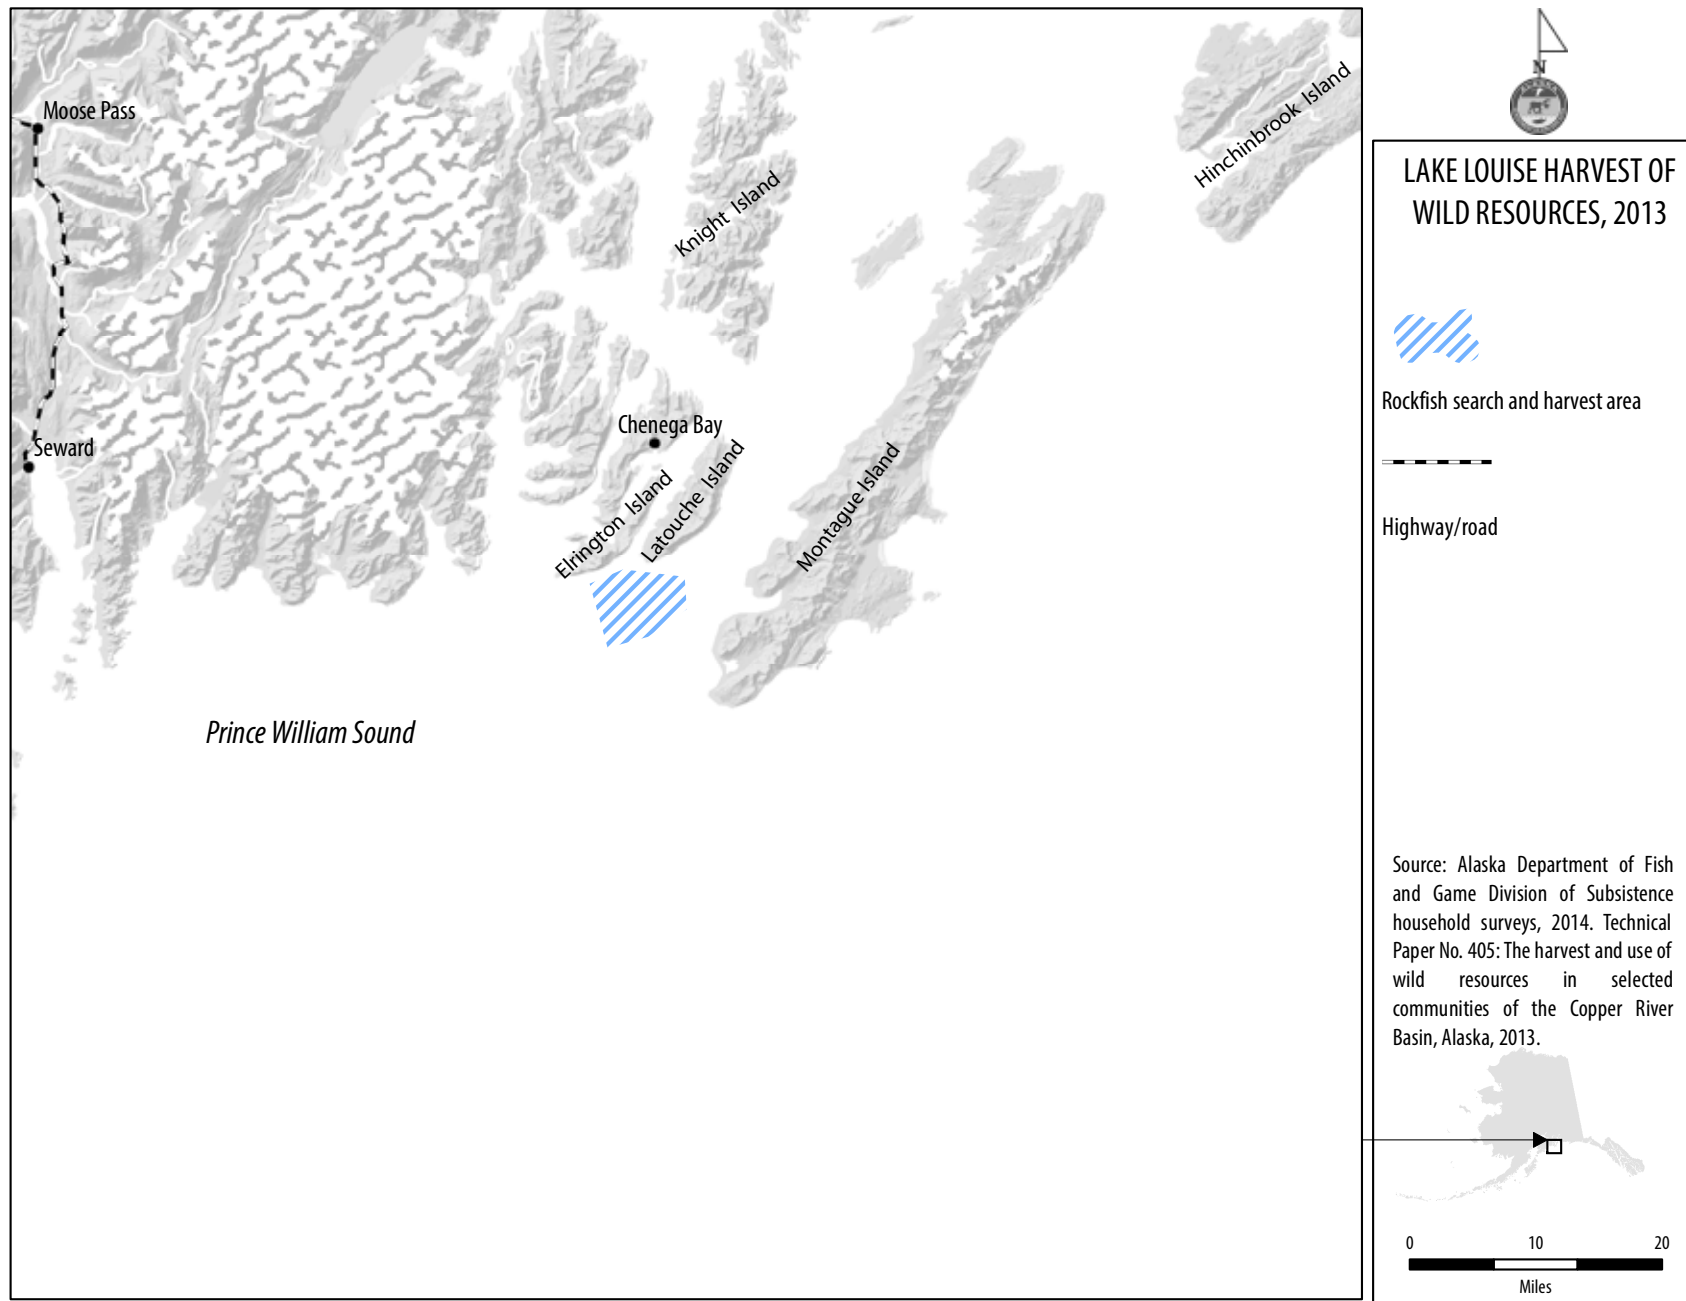 Moose Pass
Hinchinbrook Island
Knight Island
Chenega Bay
Seward
Elrington Island
Latouche Island
Montague Island
Prince William Sound
N
LAKE LOUISE HARVEST OF
WILD RESOURCES, 2013
Rockfish search and harvest area
Highway/road
Source: Alaska Department of Fish
and Game Division of Subsistence
household surveys, 2014. Technical
Paper No. 405: The harvest and use of
wild resources in selected
communities of the Copper River
Basin, Alaska, 2013.
0 10 20
Miles